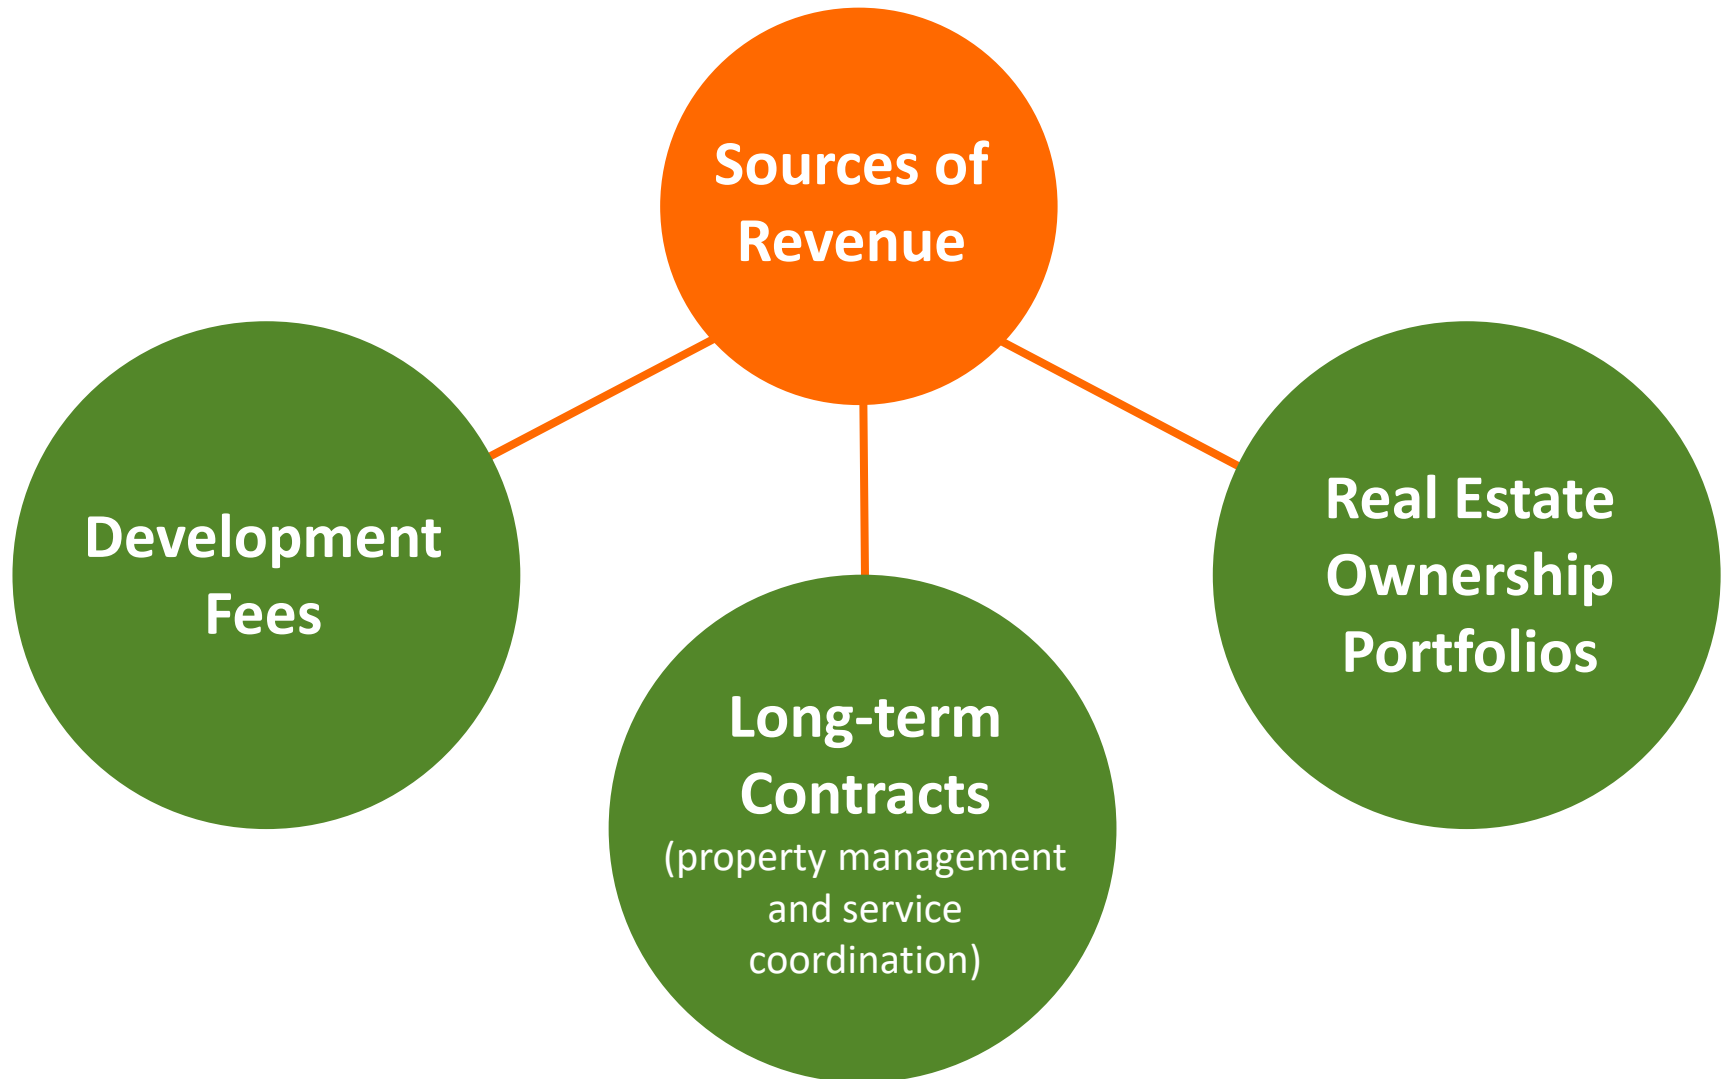 Sources of
Revenue
Development
Fees
Long-term
Contracts
(property management
and service
coordination)
Real Estate
Ownership
Portfolios